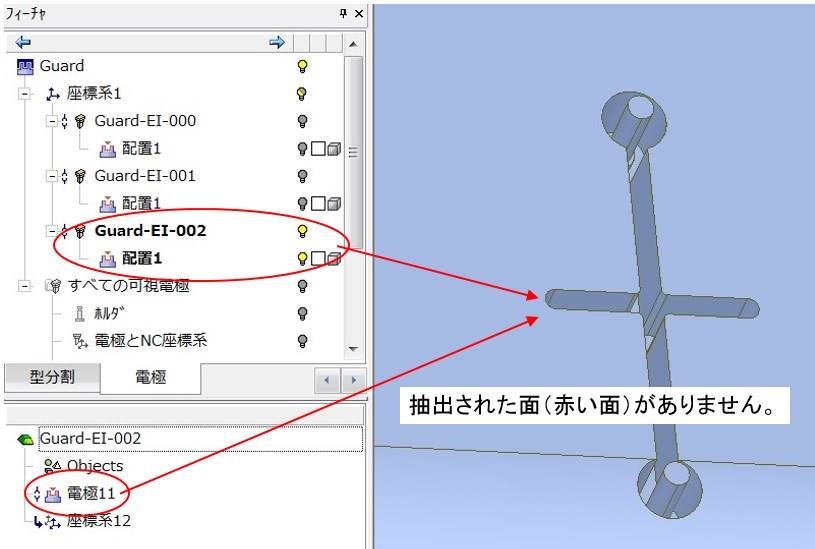 ﾌｨｰﾁｬ
Guard
座標系1
Guard-EI-000
配置1
Guard-EI-001
配置1
Guard-EI-002
配置1
すべての可視電極
ﾎﾙﾀﾞ
電極とNC座標系
型分割
電極
Guard-EI-002
Objects
電極11
座標系12
抽出された面（赤い面）がありません。